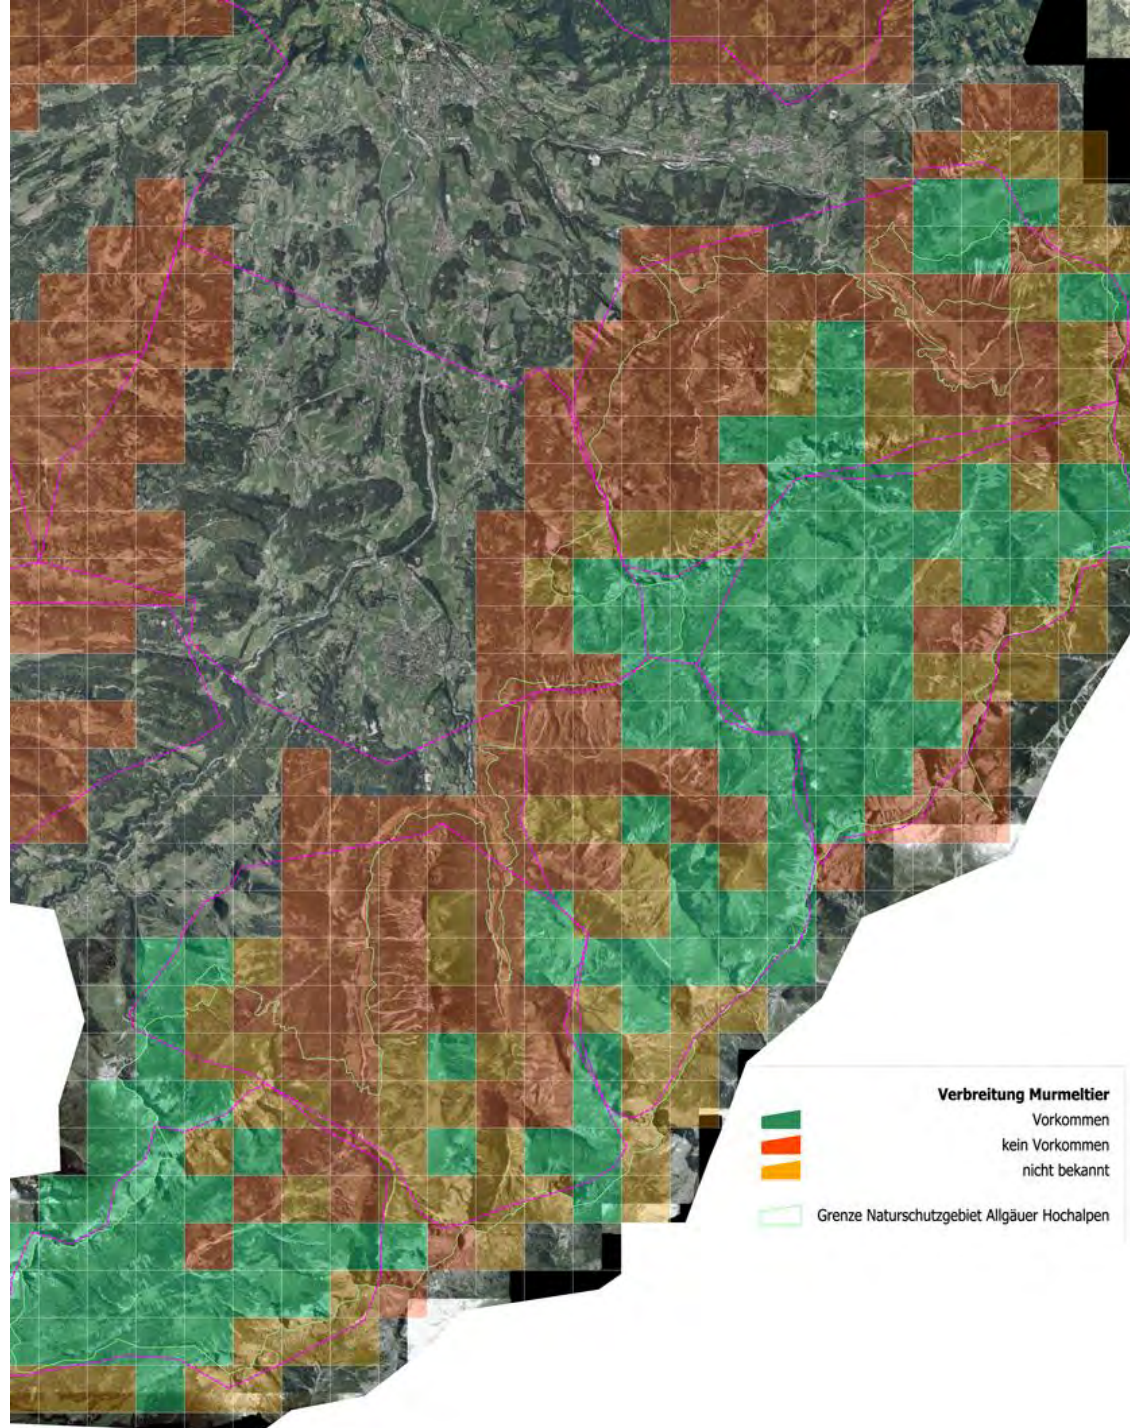 Verbreitung Murmeltier
Vorkommen
kein Vorkommen
nicht bekannt
Grenze Naturschutzgebiet Allgäuer Hochalpen